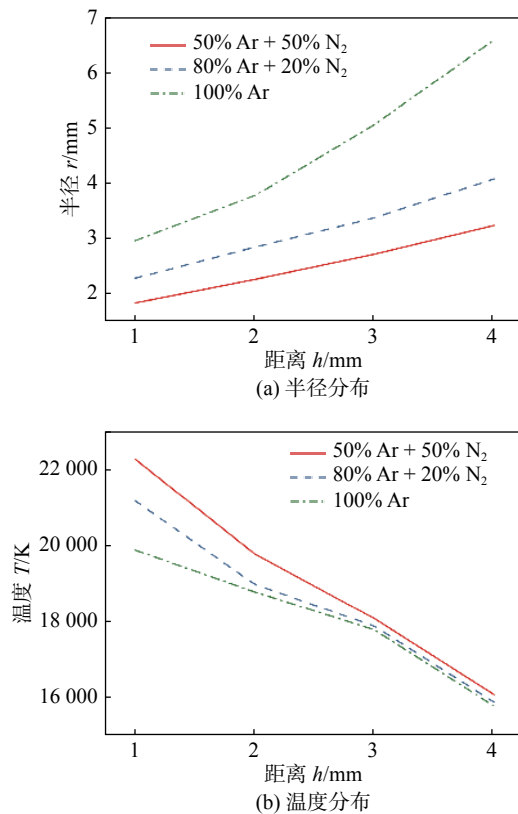 7
6
5
4
3
2
半径 r/mm
50% Ar + 50% N₂
80% Ar + 20% N₂
100% Ar
1 2 3 4
距离 h/mm
(a) 半径分布
22 000
20 000
18 000
16 000
温度 T/K
50% Ar + 50% N₂
80% Ar + 20% N₂
100% Ar
1 2 3 4
距离 h/mm
(b) 温度分布